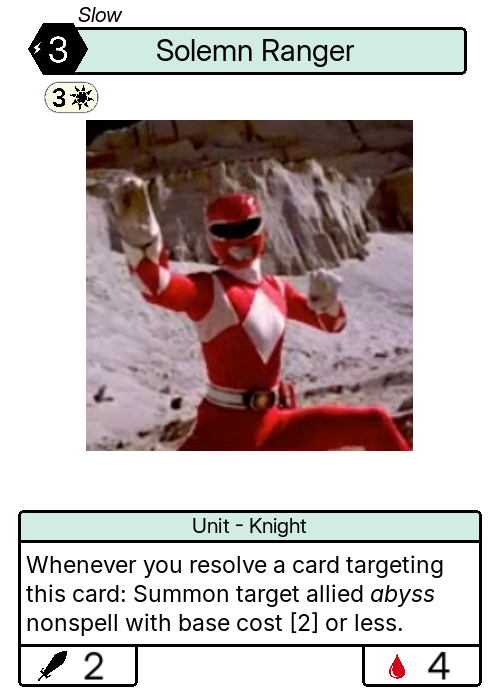 Slow
3
Solemn Ranger
3
Unit - Knight
Whenever you resolve a card targeting
this card: Summon target allied abyss
nonspell with base cost [2] or less.
2
4